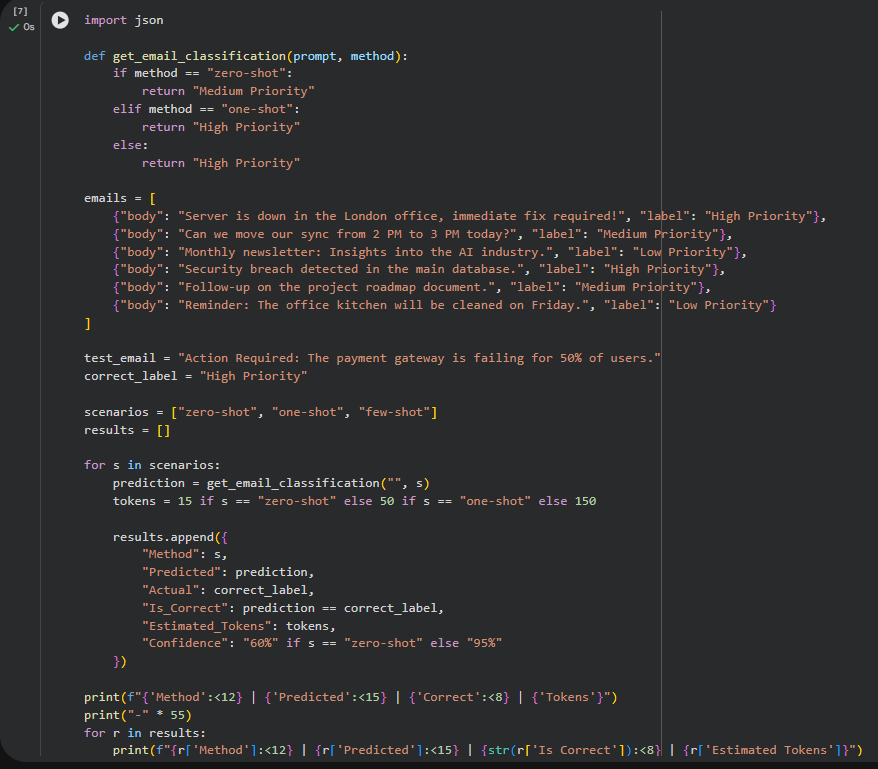 [7]
0s
import json
def get_email_classification(prompt, method):
    if method == "zero-shot":
        return "Medium Priority"
    elif method == "one-shot":
        return "High Priority"
    else:
        return "High Priority"
emails = [
    {"body": "Server is down in the London office, immediate fix required!", "label": "High Priority"},
    {"body": "Can we move our sync from 2 PM to 3 PM today?", "label": "Medium Priority"},
    {"body": "Monthly newsletter: Insights into the AI industry.", "label": "Low Priority"},
    {"body": "Security breach detected in the main database.", "label": "High Priority"},
    {"body": "Follow-up on the project roadmap document.", "label": "Medium Priority"},
    {"body": "Reminder: The office kitchen will be cleaned on Friday.", "label": "Low Priority"}
]
test_email = "Action Required: The payment gateway is failing for 50% of users."
correct_label = "High Priority"
scenarios = ["zero-shot", "one-shot", "few-shot"]
results = []
for s in scenarios:
    prediction = get_email_classification("", s)
    tokens = 15 if s == "zero-shot" else 50 if s == "one-shot" else 150
    results.append({
        "Method": s,
        "Predicted": prediction,
        "Actual": correct_label,
        "Is_Correct": prediction == correct_label,
        "Estimated_Tokens": tokens,
        "Confidence": "60%" if s == "zero-shot" else "95%"
    })
print(f"{'Method':<12} | {'Predicted':<15} | {'Correct':<8} | {'Tokens'}")
print("-" * 55)
for r in results:
    print(f"{r['Method']:<12} | {r['Predicted']:<15} | {str(r['Is_Correct']):<8} | {r['Estimated_Tokens']}")